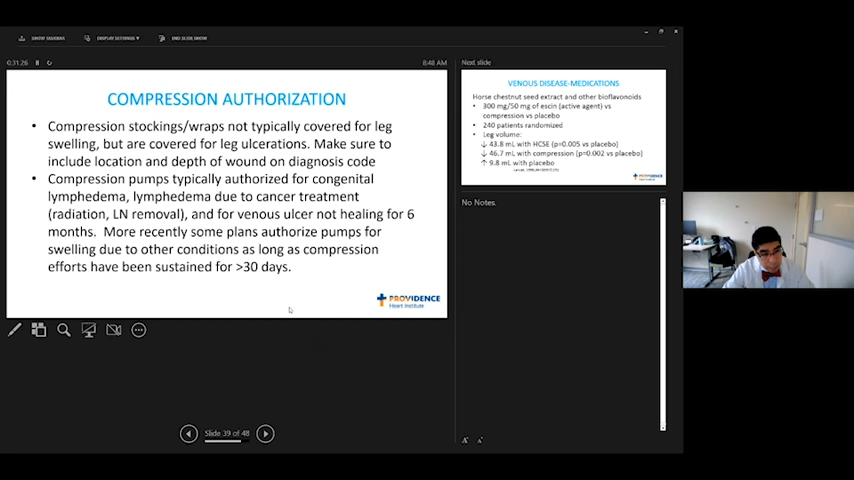 SHOW TASKBAR
DISPLAY SETTINGS
END SLIDE SHOW
0:31:26
8:48 AM
COMPRESSION AUTHORIZATION
• Compression stockings/wraps not typically covered for leg
swelling, but are covered for leg ulcerations. Make sure to
include location and depth of wound on diagnosis code
• Compression pumps typically authorized for congenital
lymphedema, lymphedema due to cancer treatment
(radiation, LN removal), and for venous ulcer not healing for 6
months. More recently some plans authorize pumps for
swelling due to other conditions as long as compression
efforts have been sustained for >30 days.
PROVIDENCE
Heart Institute
Slide 39 of 48
Next slide
VENOUS DISEASE-MEDICATIONS
Horse chestnut seed extract and other bioflavonoids
• 300 mg/50 mg of escin (active agent) vs
compression vs placebo
• 240 patients randomized
• Leg volume:
↓ 43.8 mL with HCSE (p=0.005 vs placebo)
↓ 46.7 mL with compression (p=0.002 vs placebo)
↑ 9.8 mL with placebo
PROVIDENCE
No Notes.